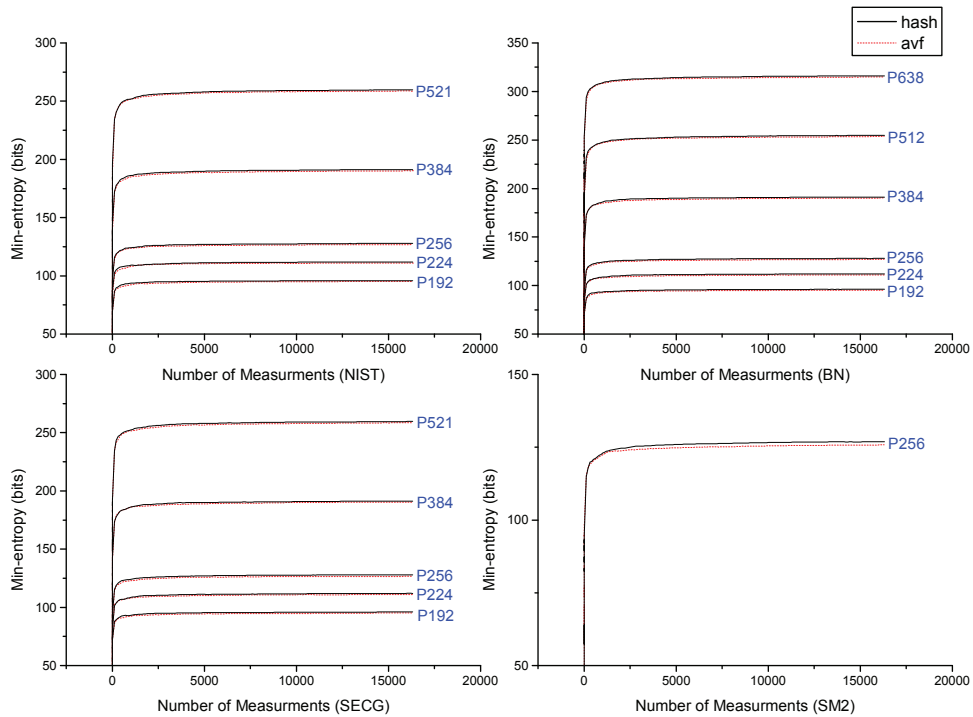 hash
avf
300
250
200
150
100
50
Min-entropy (bits)
P521
P384
P256
P224
P192
0
5000
10000
15000
20000
Number of Measurments (NIST)
350
300
250
200
150
100
50
Min-entropy (bits)
P638
P512
P384
P256
P224
P192
0
5000
10000
15000
20000
Number of Measurments (BN)
300
250
200
150
100
50
Min-entropy (bits)
P521
P384
P256
P224
P192
0
5000
10000
15000
20000
Number of Measurments (SECG)
150
100
50
Min-entropy (bits)
P256
0
5000
10000
15000
20000
Number of Measurments (SM2)